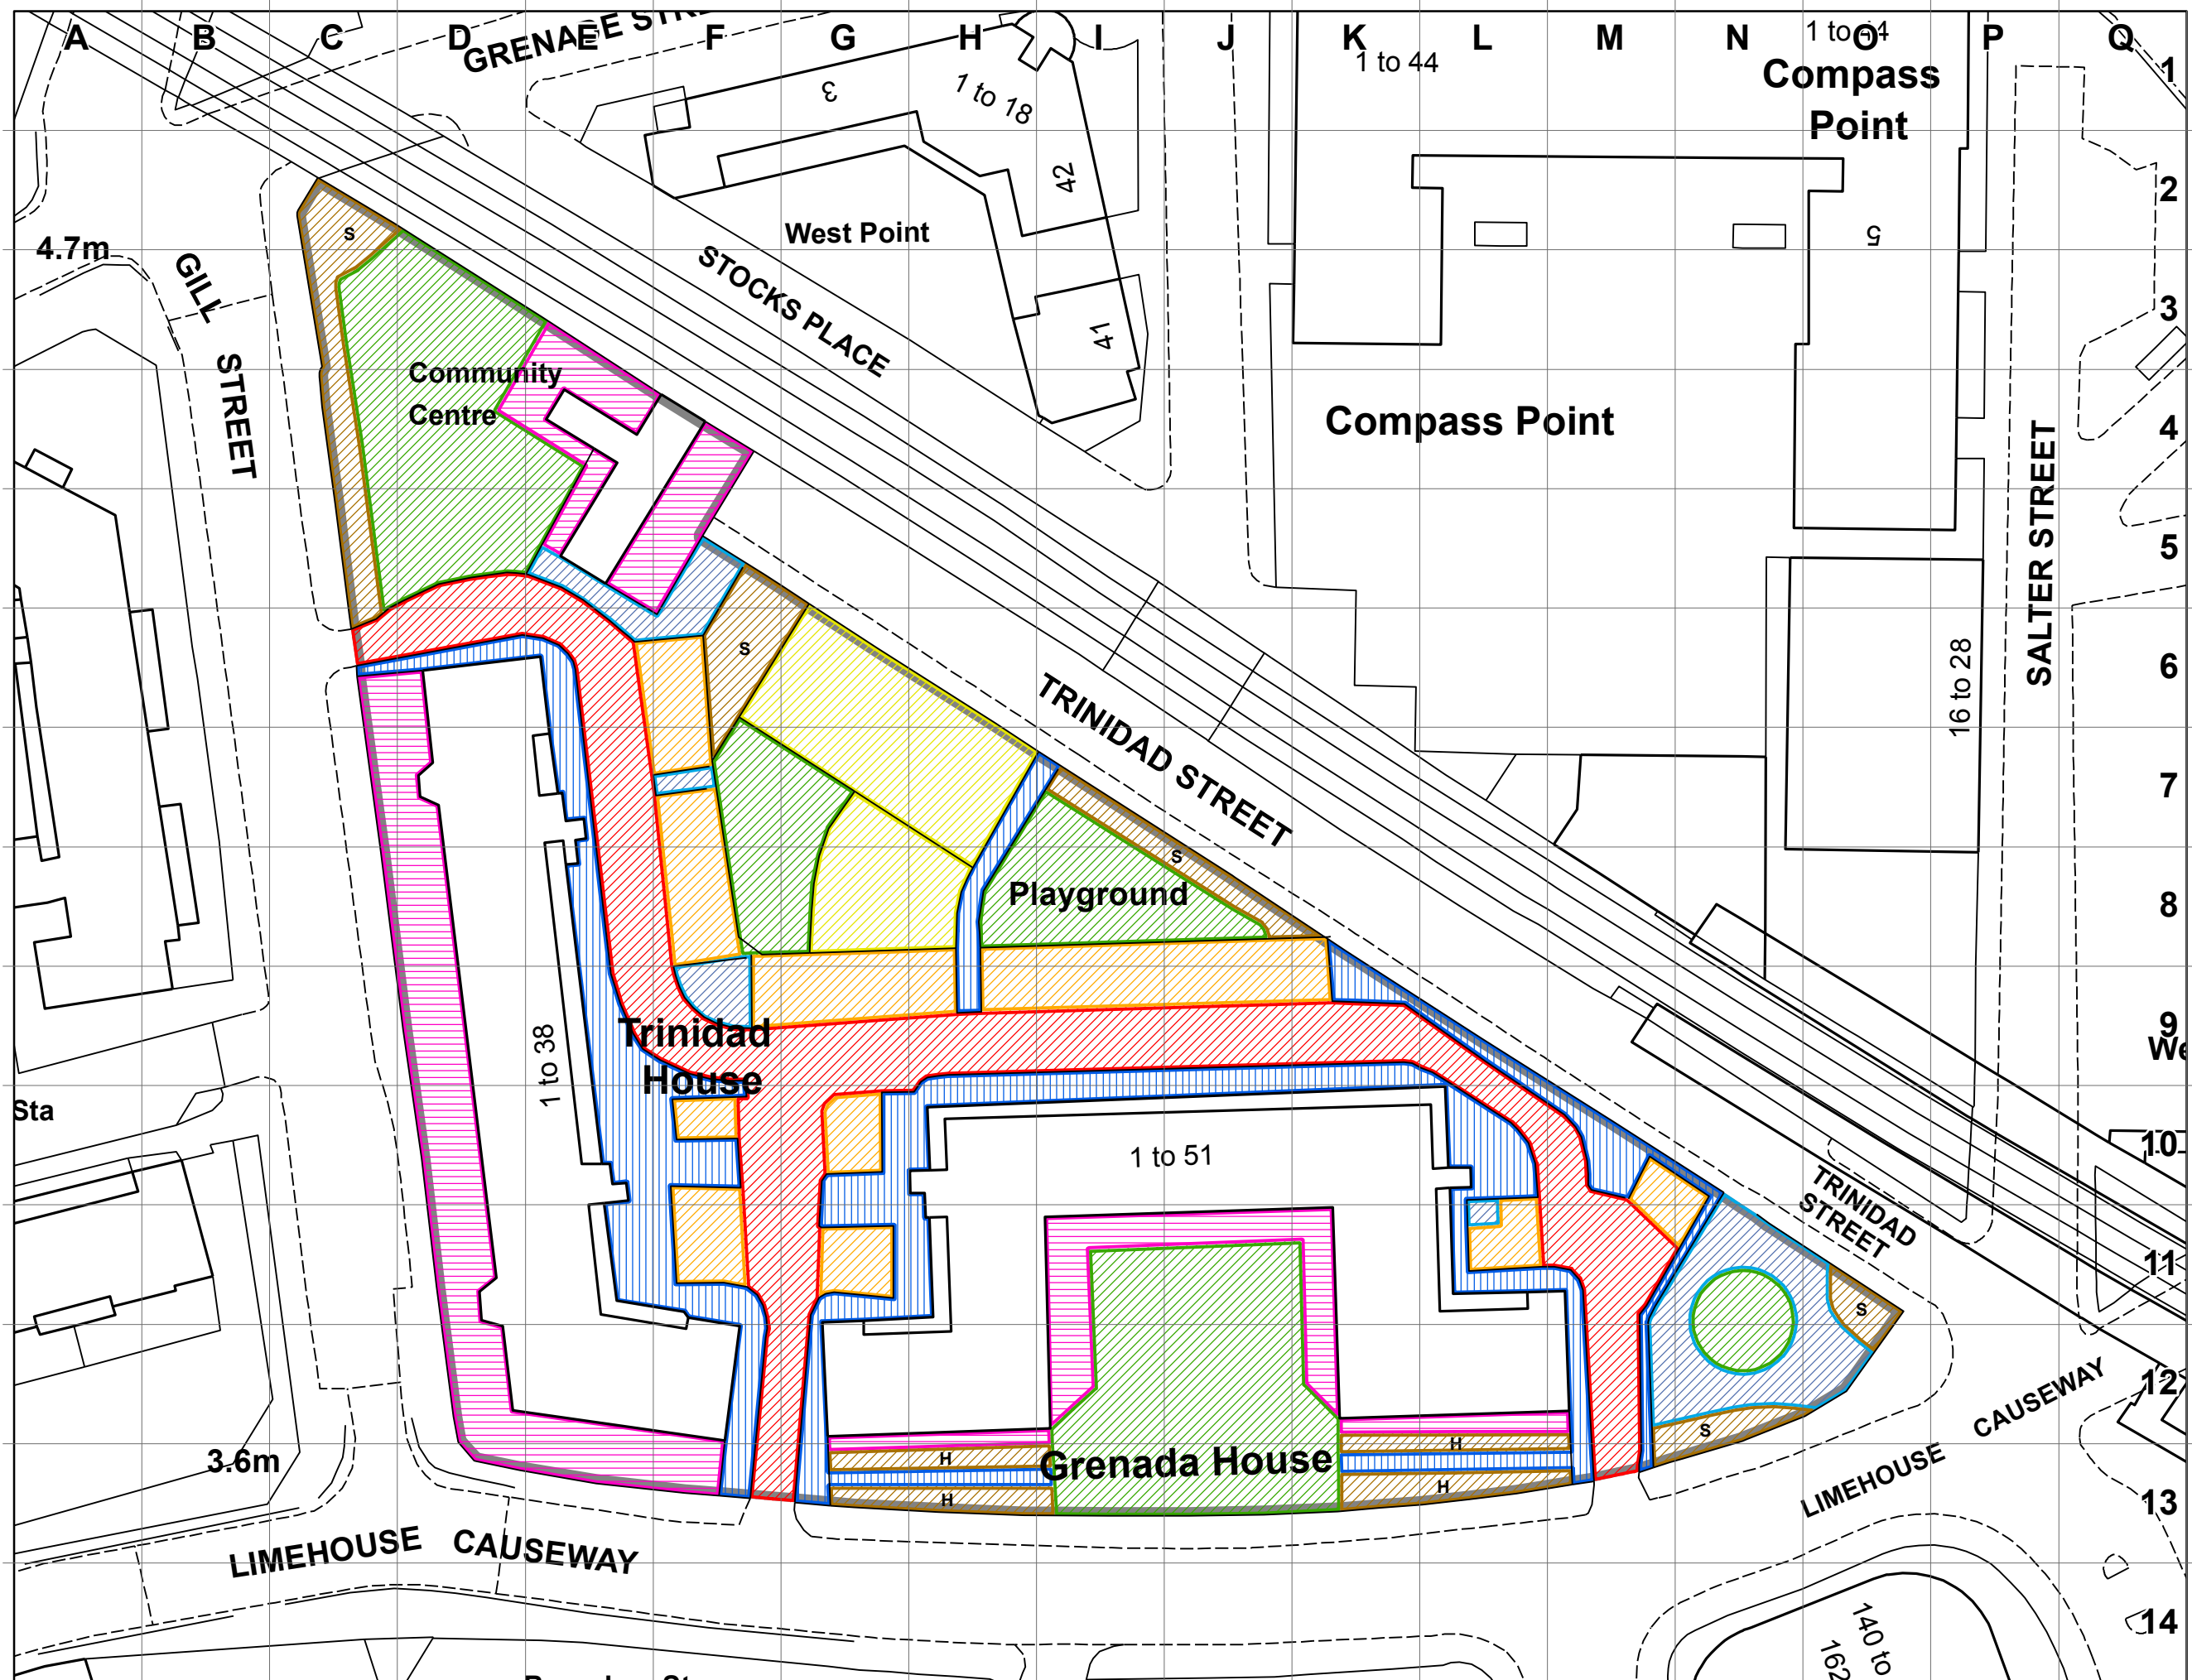 A B C D E F G H I J K L M N O P Q
1
2
3
4
5
6
7
8
9
10
11
12
13
14
3
1 to 18
42
41
West Point
1 to 44
1 to 44
Compass
Point
5
Compass Point
4.7m
GILL
STREET
STOCKS PLACE
SALTER STREET
16 to 28
S
Community
Centre
S
TRINIDAD STREET
S
Playground
Trinidad
House
1 to 38
Sta
1 to 51
TRINIDAD
STREET
S
S
3.6m
H
H
Grenada House
H
H
LIMEHOUSE CAUSEWAY
LIMEHOUSE CAUSEWAY
140 to
162